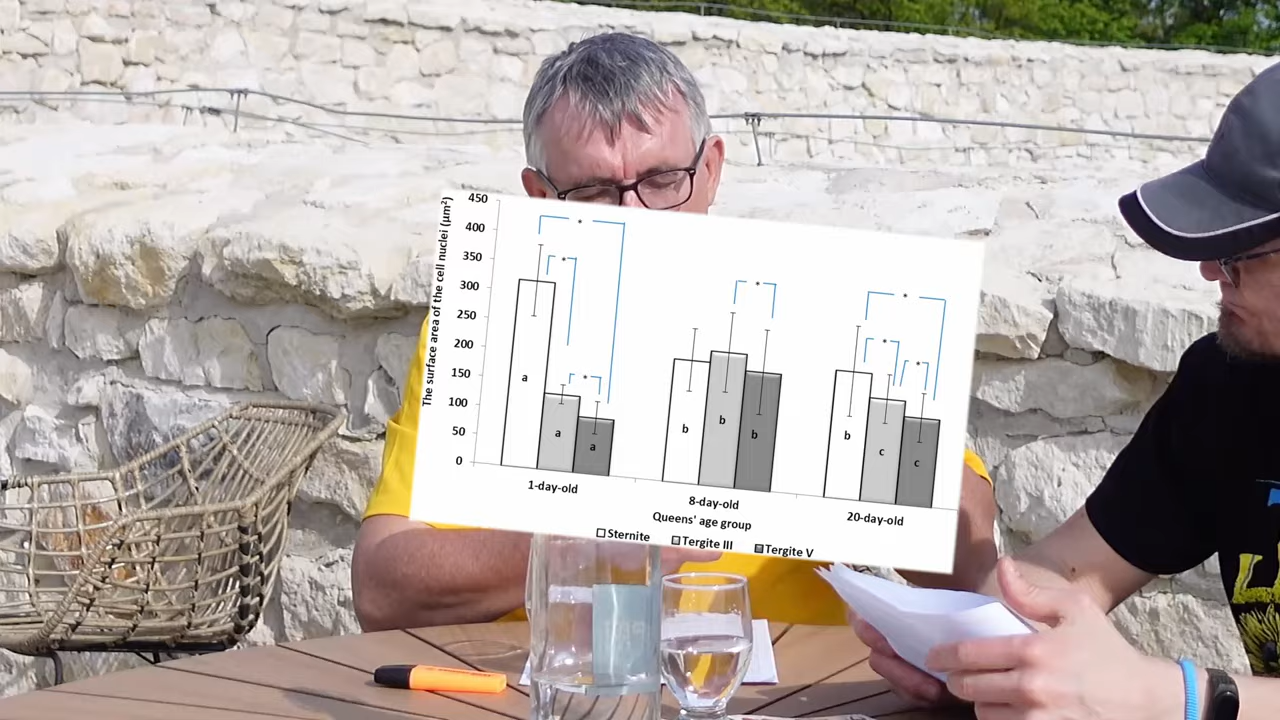 The surface area of the cell nuclei (µm²)
450
400
350
300
250
200
150
100
50
0
* * * * * * *
a a a
b b b
b c c
1-day-old 8-day-old 20-day-old
Queens' age group
Sternite Tergite III Tergite V